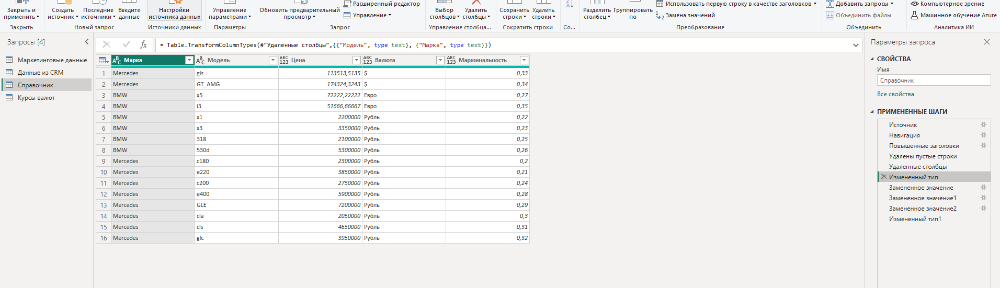 Закрыть и применить
Создать источник
Последние источники
Введите данные
Настройки источника данных
Управление параметрами
Обновить предварительный просмотр
Расширенный редактор
Управление
Выбор столбцов
Удалить столбцы
Сохранить строки
Удалить строки
Разделить столбец
Группировать по
Использовать первую строку в качестве заголовков
1 2 Замена значений
Добавить запросы
Объединить файлы
Компьютерное зрение
Машинное обучение Azure
Закрыть
Новый запрос
Источники данных
Параметры
Запрос
Управление столбца...
Сократить строки
Со...
Преобразование
Объединить
Аналитика ИИ
Запросы [4]
Маркетинговые данные
Данные из CRM
Справочник
Курсы валют
fx = Table.TransformColumnTypes(#"Удаленные столбцы",{{"Модель", type text}, {"Марка", type text}})
ABC Марка ABC Модель ABC 123 Цена ABC 123 Валюта ABC 123 Маржинальность
1 Mercedes gls 113513,5135 $ 0,33
2 Mercedes GT_AMG 174324,3243 $ 0,34
3 BMW x5 72222,22222 Евро 0,27
4 BMW i3 51666,66667 Евро 0,35
5 BMW x1 2200000 Рубль 0,22
6 BMW x3 3350000 Рубль 0,23
7 BMW 318 2100000 Рубль 0,25
8 BMW 530d 5300000 Рубль 0,26
9 Mercedes c180 2300000 Рубль 0,2
10 Mercedes e220 3850000 Рубль 0,21
11 Mercedes c200 2750000 Рубль 0,24
12 Mercedes e400 5900000 Рубль 0,28
13 Mercedes GLE 7200000 Рубль 0,29
14 Mercedes cla 2050000 Рубль 0,3
15 Mercedes cls 4650000 Рубль 0,31
16 Mercedes glc 3950000 Рубль 0,32
Параметры запроса
СВОЙСТВА
Имя
Справочник
Все свойства
ПРИМЕНЕННЫЕ ШАГИ
Источник
Навигация
Повышенные заголовки
Удалены пустые строки
Удаленные столбцы
Измененный тип
Замененное значение
Замененное значение1
Замененное значение2
Измененный тип1